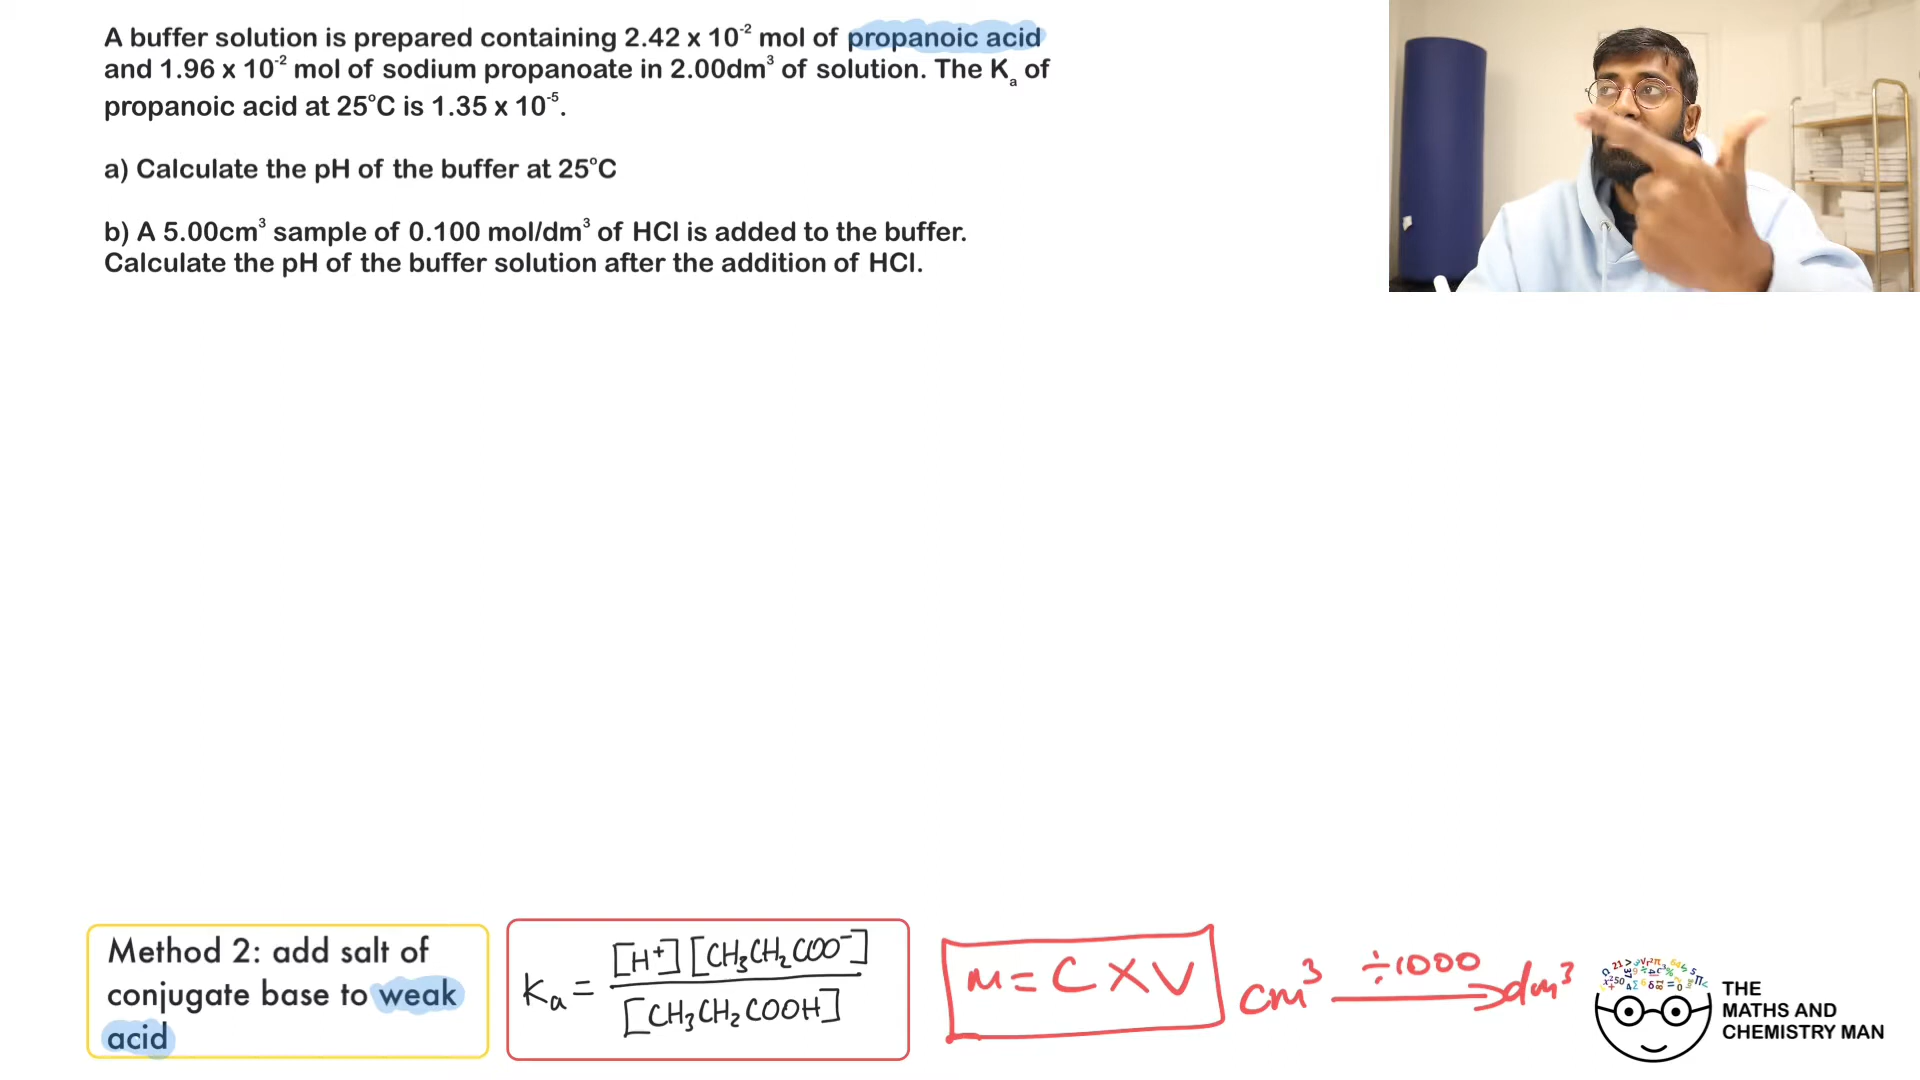 A buffer solution is prepared containing 2.42 x 10⁻² mol of propanoic acid
and 1.96 x 10⁻² mol of sodium propanoate in 2.00dm³ of solution. The Kₐ of
propanoic acid at 25°C is 1.35 x 10⁻⁵.
a) Calculate the pH of the buffer at 25°C
b) A 5.00cm³ sample of 0.100 mol/dm³ of HCl is added to the buffer.
Calculate the pH of the buffer solution after the addition of HCl.
Method 2: add salt of
conjugate base to weak
acid
Kₐ = [H⁺][CH₃CH₂COO⁻]
[CH₃CH₂COOH]
n = C X V
cm³ ÷1000 → dm³
THE
MATHS AND
CHEMISTRY MAN